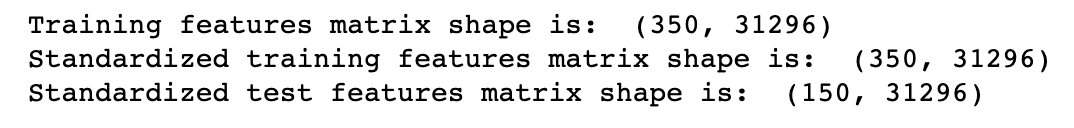 Training features matrix shape is:  (350, 31296)
Standardized training features matrix shape is:  (350, 31296)
Standardized test features matrix shape is:  (150, 31296)